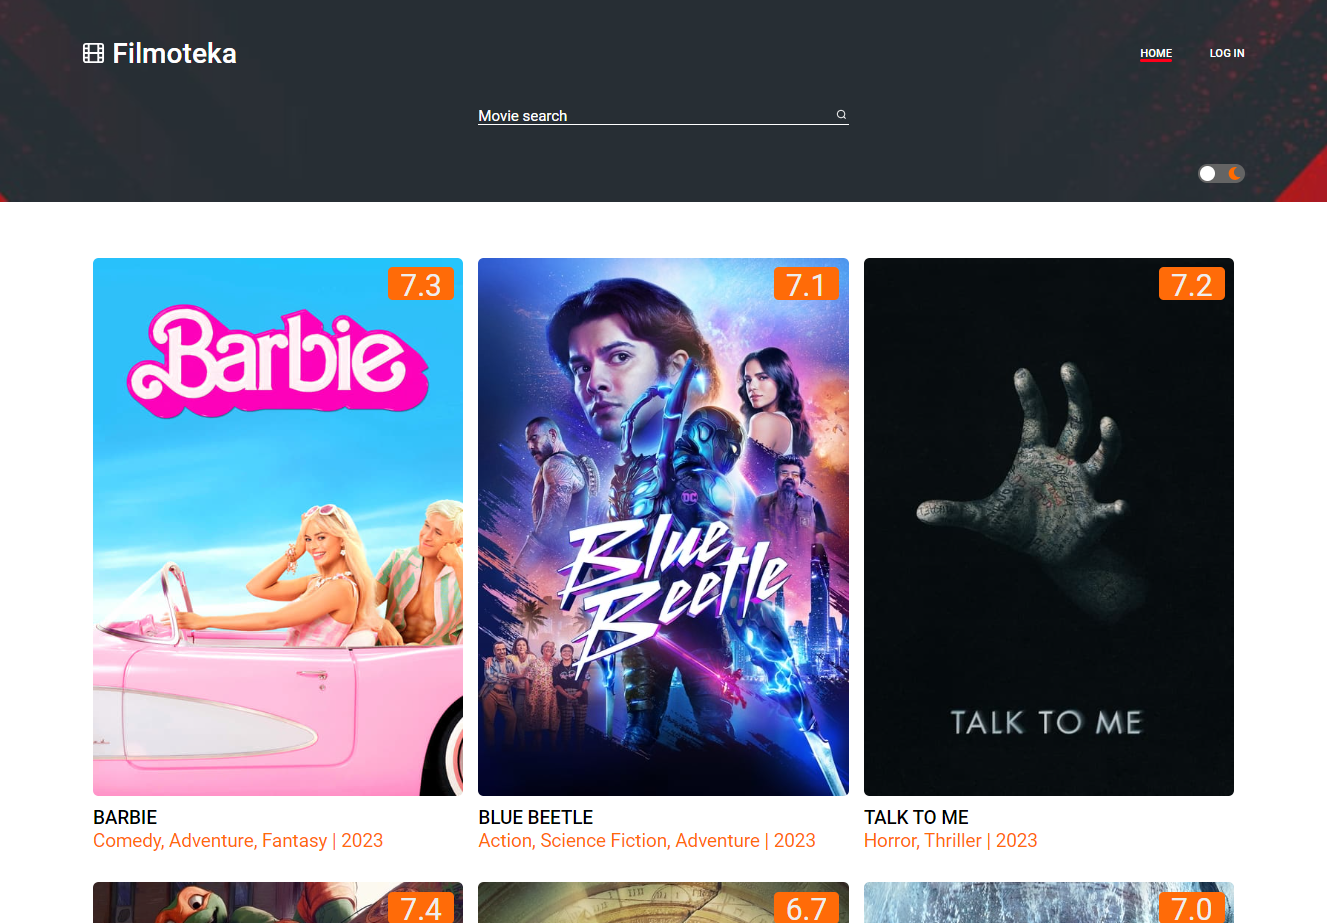 Filmoteka
HOME
LOG IN
Movie search
7.3
Barbie
7.1
DC
Blue
Beetle
7.2
TALK TO ME
BARBIE
Comedy, Adventure, Fantasy | 2023
BLUE BEETLE
Action, Science Fiction, Adventure | 2023
TALK TO ME
Horror, Thriller | 2023
7.4
6.7
7.0